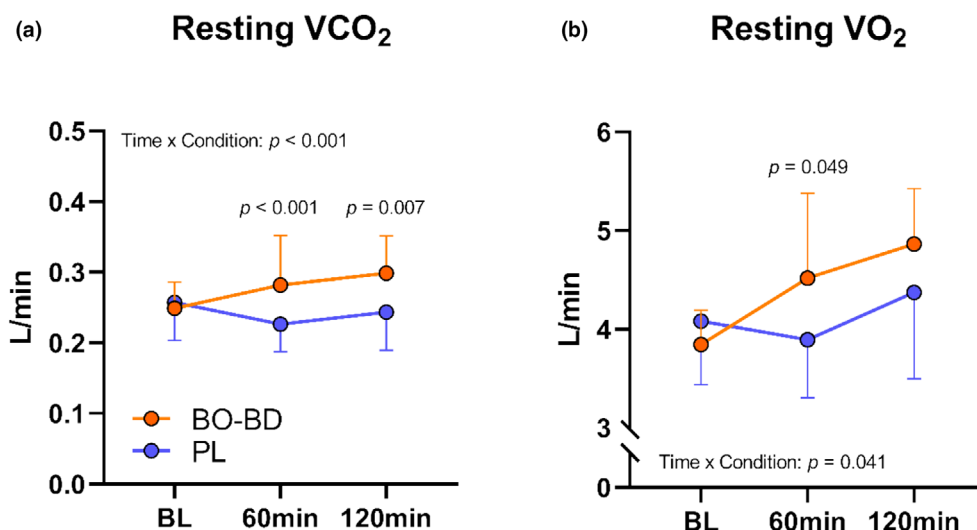 (a)
Resting VCO₂
L/min
0.5
0.4
0.3
0.2
0.1
0.0
Time x Condition: p < 0.001
p < 0.001
p = 0.007
BO-BD
PL
BL
60min
120min
(b)
Resting VO₂
L/min
6
5
4
3
0
p = 0.049
Time x Condition: p = 0.041
BL
60min
120min